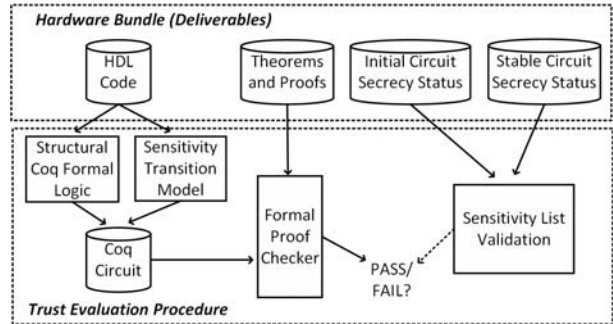 Hardware Bundle (Deliverables)
HDL
Code
Theorems
and Proofs
Initial Circuit
Secrecy Status
Stable Circuit
Secrecy Status
Structural
Coq Formal
Logic
Sensitivity
Transition
Model
Formal
Proof
Checker
Sensitivity List
Validation
Coq
Circuit
PASS/
FAIL?
Trust Evaluation Procedure